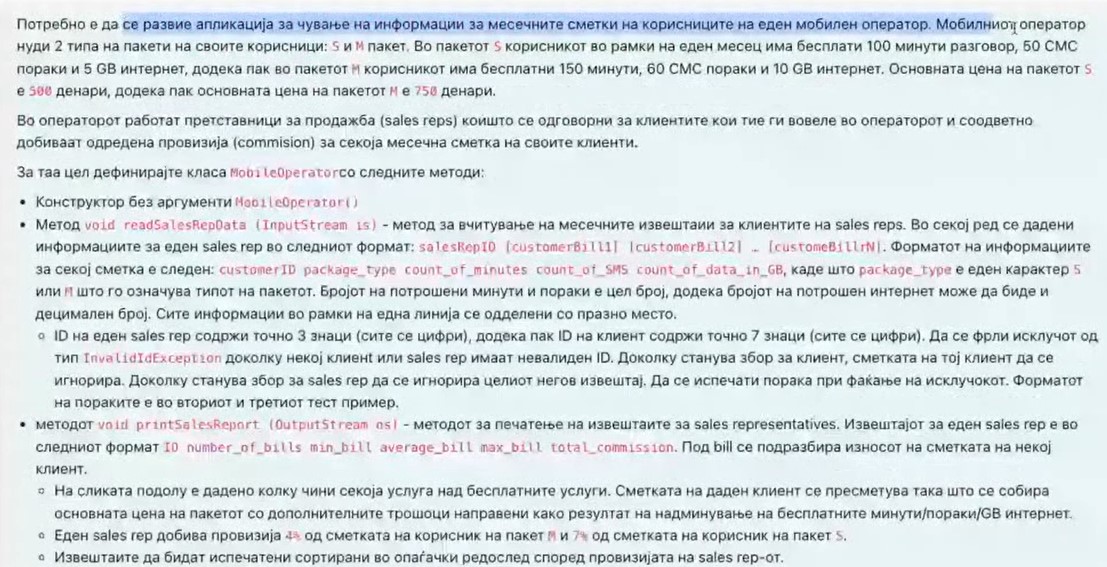 Потребно е да се развие апликација за чување на информации за месечните сметки на корисниците на еден мобилен оператор. Мобилниот оператор
нуди 2 типа на пакети на своите корисници: S и M пакет. Во пакетот S корисникот во рамки на еден месец има бесплати 100 минути разговор, 50 СМС
пораки и 5 GB интернет, додека пак во пакетот M корисникот има бесплатни 150 минути, 60 СМС пораки и 10 GB интернет. Основната цена на пакетот S
е 500 денари, додека пак основната цена на пакетот M е 750 денари.
Во операторот работат претставници за продажба (sales reps) коишто се одговорни за клиентите кои тие ги вовеле во операторот и соодветно
добиваат одредена провизија (commision) за секоја месечна сметка на своите клиенти.
За таа цел дефинирајте класа MobileOperator со следните методи:
• Конструктор без аргументи MobileOperator()
• Метод void readSalesRepData (InputStream is) - метод за вчитување на месечните извештаии за клиентите на sales reps. Во секој ред се дадени
информациите за еден sales rep во следниот формат: salesRepID [customerBill1] [customerBill2] … [customeBillrN]. Форматот на информациите
за секој сметка е следен: customerID package_type count_of_minutes count_of_SMS count_of_data_in_GB, каде што package_type е еден карактер S
или M што го означува типот на пакетот. Бројот на потрошени минути и пораки е цел број, додека бројот на потрошен интернет може да биде и
децимален број. Сите информации во рамки на една линија се одделени со празно место.
◦ ID на еден sales rep содржи точно 3 знаци (сите се цифри), додека пак ID на клиент содржи точно 7 знаци (сите се цифри). Да се фрли исклучот од
тип InvalidIdException доколку некој клиент или sales rep имаат невалиден ID. Доколку станува збор за клиент, сметката на тој клиент да се
игнорира. Доколку станува збор за sales rep да се игнорира целиот негов извештај. Да се испечати порака при фаќање на исклучокот. Форматот
на пораките е во вториот и третиот тест пример.
• методот void printSalesReport (OutputStream os) - методот за печатење на извештаите за sales representatives. Извештајот за еден sales rep е во
следниот формат ID number_of_bills min_bill average_bill max_bill total_commission. Под bill се подразбира износот на сметката на некој
клиент.
◦ На сликата подолу е дадено колку чини секоја услуга над бесплатните услуги. Сметката на даден клиент се пресметува така што се собира
основната цена на пакетот со дополнителните трошоци направени како резултат на надминување на бесплатните минути/пораки/GB интернет.
◦ Еден sales rep добива провизија 4% од сметката на корисник на пакет M и 7% од сметката на корисник на пакет S.
◦ Извештаите да бидат испечатени сортирани во опаѓачки редослед според провизијата на sales rep-от.